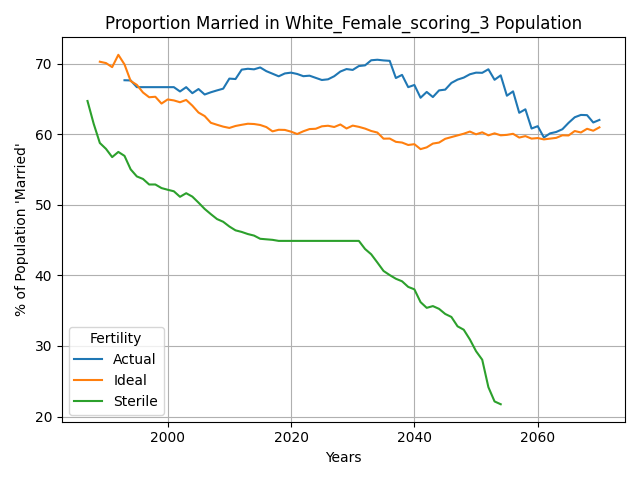 Proportion Married in White_Female_scoring_3 Population
% of Population 'Married'
70
60
50
40
30
20
Fertility
Actual
Ideal
Sterile
2000 2020 2040 2060
Years